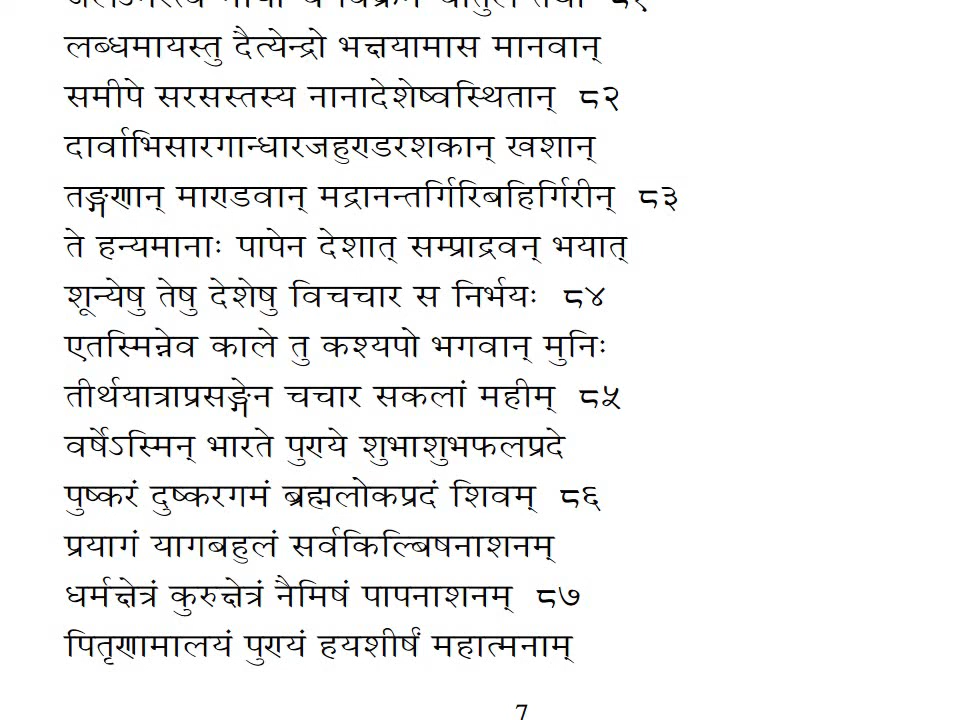 लब्धमायस्तु दैत्येन्द्रो भक्षयामास मानवान्
समीपे सरसस्तस्य नानादेशेष्ववस्थितान् ८२
दार्वाभिसारगान्धारजहुराडरशकान् खशान्
तङ्गणान् माण्डवान् मद्रानन्तर्गिरिबहिर्गिरीन् ८३
ते हन्यमानाः पापेन देशात् सम्प्राद्रवन् भयात्
शून्येषु तेषु देशेषु विचचार स निर्भयः ८४
एतस्मिन्नेव काले तु कश्यपो भगवान् मुनिः
तीर्थयात्राप्रसङ्गेन चचार सकलां महीम् ८५
वर्षेऽस्मिन् भारते पुण्ये शुभाशुभफलप्रदे
पुष्करं दुष्करगमं ब्रह्मलोकप्रदं शिवम् ८६
प्रयागं यागबहुलं सर्वकिल्बिषनाशनम्
धर्मक्षेत्रं कुरुक्षेत्रं नैमिषं पापनाशनम् ८७
पितॄणामालयं पुण्यं हयशीर्षं महात्मनाम्
7